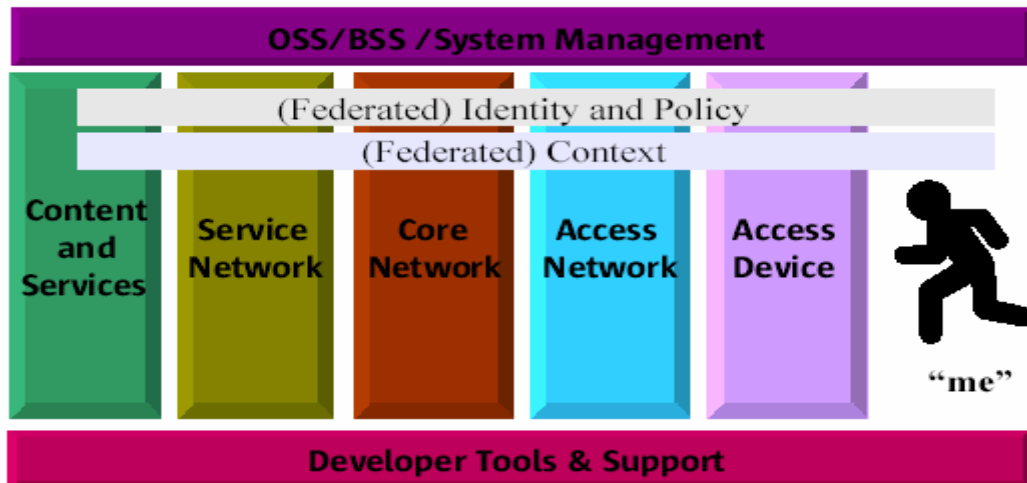 OSS/BSS /System Management
(Federated) Identity and Policy
(Federated) Context
Content
and
Services
Service
Network
Core
Network
Access
Network
Access
Device
“me”
Developer Tools & Support